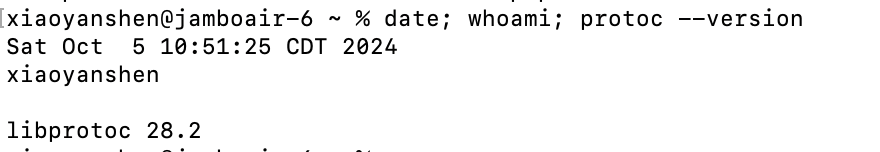 [xiaoyanshen@jamboair-6 ~ % date; whoami; protoc --version
Sat Oct  5 10:51:25 CDT 2024
xiaoyanshen

libprotoc 28.2